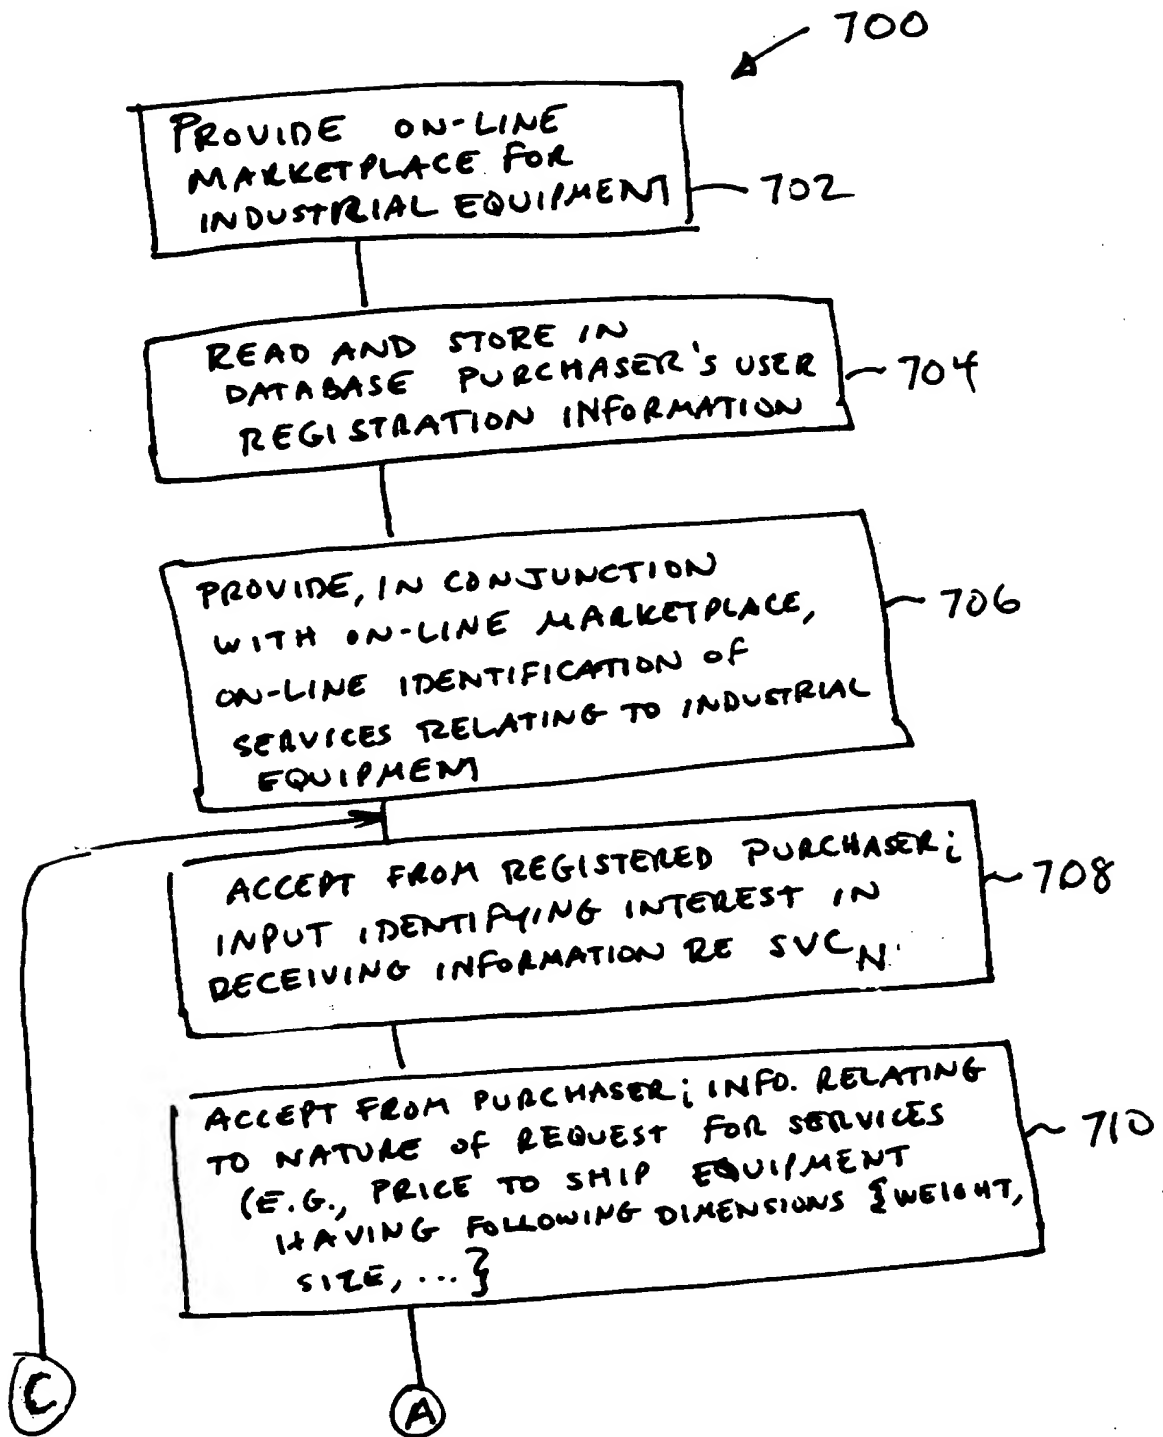 700
PROVIDE ON-LINE
MARKETPLACE FOR
INDUSTRIAL EQUIPMENT
702
READ AND STORE IN
DATABASE PURCHASER'S USER
REGISTRATION INFORMATION
704
PROVIDE, IN CONJUNCTION
WITH ON-LINE MARKETPLACE,
ON-LINE IDENTIFICATION OF
SERVICES RELATING TO INDUSTRIAL
EQUIPMENT
706
ACCEPT FROM REGISTERED PURCHASER;
INPUT IDENTIFYING INTEREST IN
RECEIVING INFORMATION RE SVC_N.
708
ACCEPT FROM PURCHASER; INFO. RELATING
TO NATURE OF REQUEST FOR SERVICES
(E.G., PRICE TO SHIP EQUIPMENT
HAVING FOLLOWING DIMENSIONS {WEIGHT,
SIZE, ...}
710
C
A